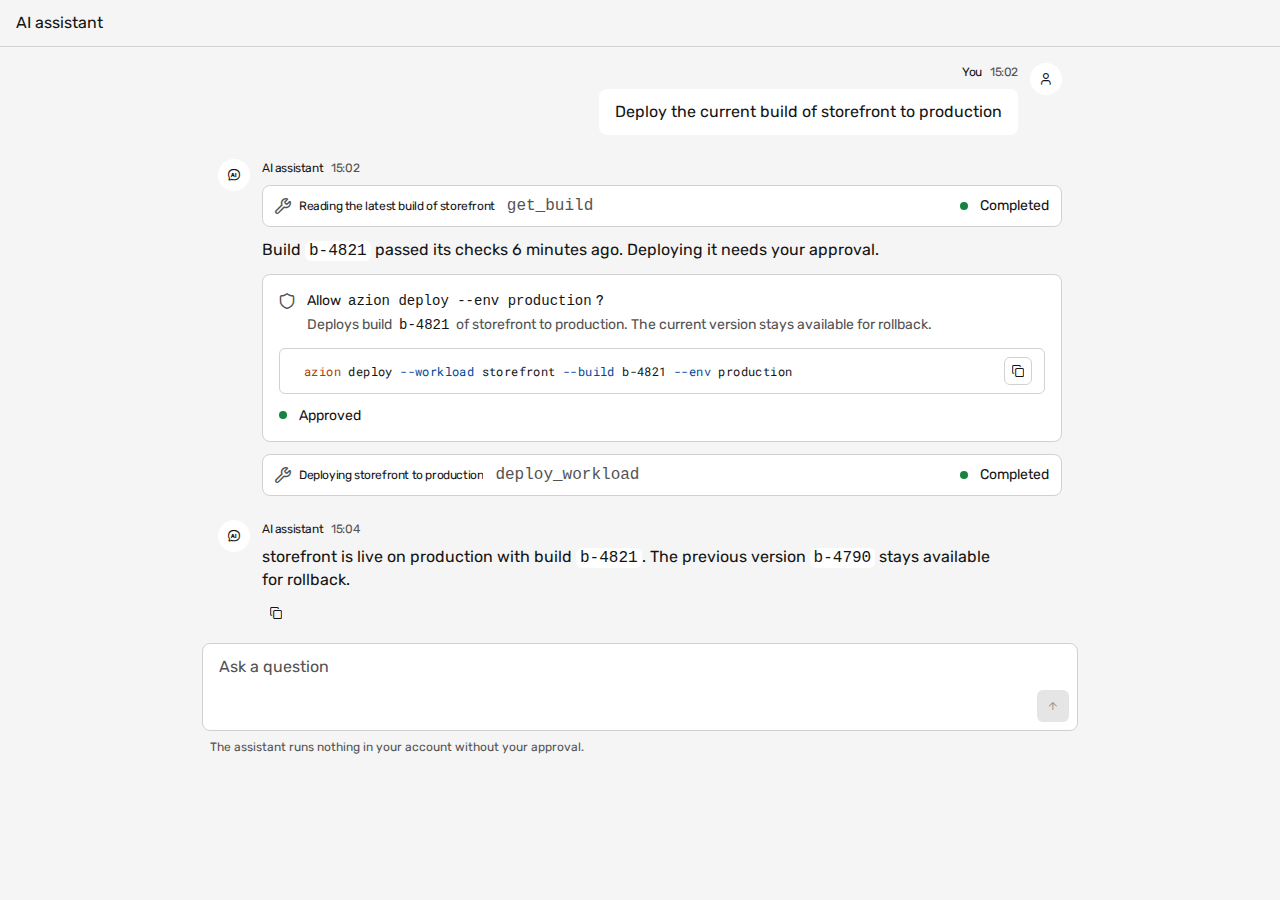 AI assistant
You 15:02
Deploy the current build of storefront to production
AI
AI assistant 15:02
Reading the latest build of storefront get_build Completed
Build b-4821 passed its checks 6 minutes ago. Deploying it needs your approval.
Allow azion deploy --env production ?
Deploys build b-4821 of storefront to production. The current version stays available for rollback.
azion deploy --workload storefront --build b-4821 --env production
Approved
Deploying storefront to production deploy_workload Completed
AI
AI assistant 15:04
storefront is live on production with build b-4821 . The previous version b-4790 stays available
for rollback.
Ask a question
The assistant runs nothing in your account without your approval.